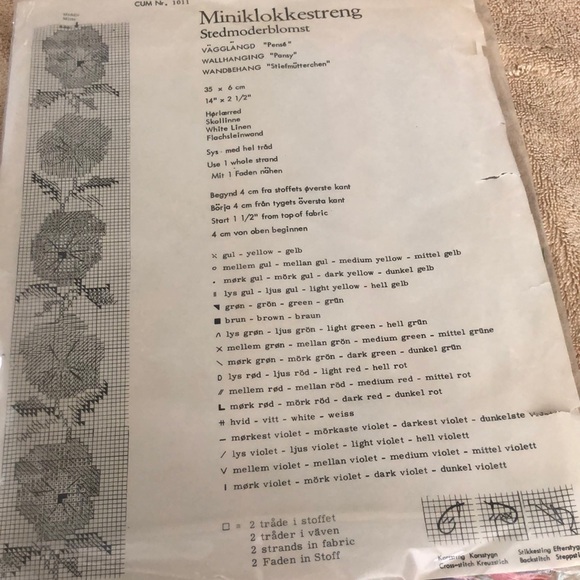 CUM Nr. 1011
Miniklokkestreng
Stedmoderblomst
VÄGGLÄNGD "Pensé"
WALLHANGING "Pansy"
WANDBEHANG "Stiefmütterchen"
35 x 6 cm
14" x 2 1/2"
Hørlærred
Skollinne
White Linen
Flachsleinwand
Sys - med hel tråd
Use 1 whole strand
Mit 1 Faden nähen
Begynd 4 cm fra stoffets øverste kant
Börja 4 cm från tygets översta kant
Start 1 1/2" from top of fabric
4 cm von oben beginnen
gul - yellow - gelb
o mellem gul - mellan gul - medium yellow - mittel gelb
. mørk gul - mörk gul - dark yellow - dunkel gelb
lys gul - ljus gul - light yellow - hell gelb
◥ grøn - grön - green - grün
■ brun - brown - braun
∧ lys grøn - ljus grön - light green - hell grün
x mellem grøn - mellan grön - medium green - mittel grüne
\ mørk grøn - mörk grön - dark green - dunkel grün
D lys rød - ljus röd - light red - hell rot
// mellem rød - mellan röd - medium red - mittel rot
L mørk rød - mörk röd - dark red - dunkel rot
# hvid - vitt - white - weiss
— mørkest violet - mörkaste violet - darkest violet - dunkelste
/ lys violet - ljus violet - light violet - hell violett
V mellem violet - mellan violet - medium violet - mittel violett
I mørk violet - mörk violet - dark violet - dunkel violett
□ = 2 tråde i stoffet
2 tråder i väven
2 strands in fabric
2 Faden in Stoff
Korstygn
Cross-stitch Kreuzstich
Stikkesting Efterstygn
Backstitch